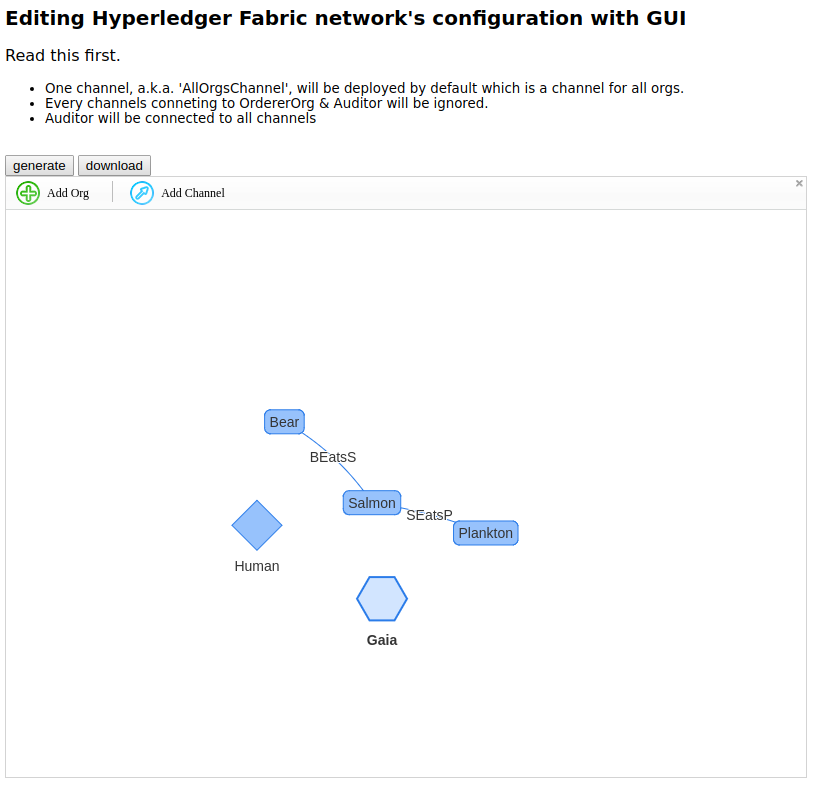 Editing Hyperledger Fabric network's configuration with GUI
Read this first.
One channel, a.k.a. 'AllOrgsChannel', will be deployed by default which is a channel for all orgs.
Every channels conneting to OrdererOrg & Auditor will be ignored.
Auditor will be connected to all channels
generate download
Add Org Add Channel
Bear
BEatsS
Salmon
SEatsP
Plankton
Human
Gaia